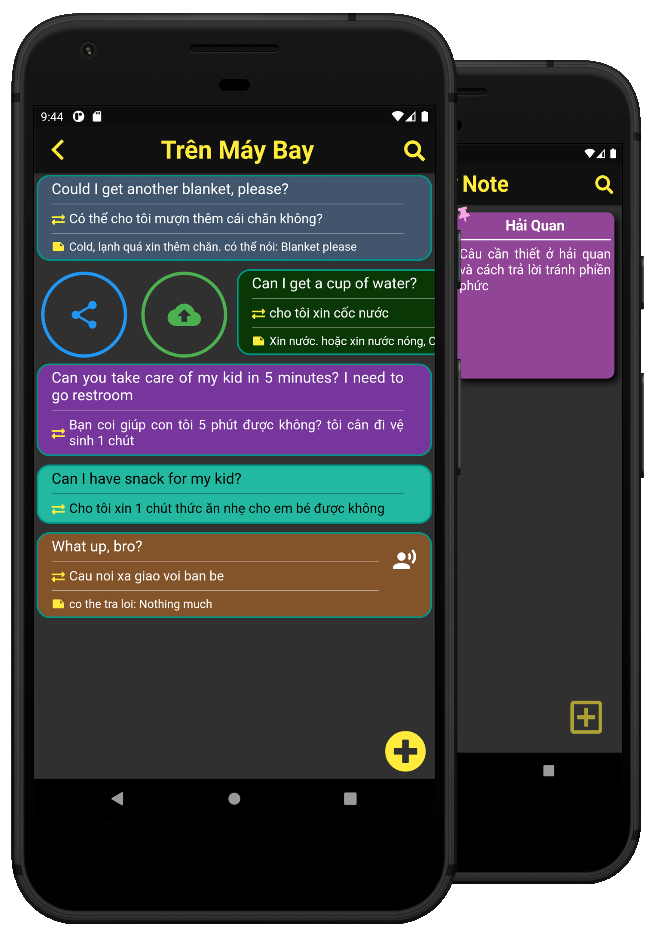 9:44
Trên Máy Bay
Could I get another blanket, please?
Có thể cho tôi mượn thêm cái chăn không?
Cold, lạnh quá xin thêm chăn. có thể nói: Blanket please
Can I get a cup of water?
cho tôi xin cốc nước
Xin nước. hoặc xin nước nóng,
Can you take care of my kid in 5 minutes? I need to
go restroom
Bạn coi giúp con tôi 5 phút được không? tôi cần đi vệ
sinh 1 chút
Can I have snack for my kid?
Cho tôi xin 1 chút thức ăn nhẹ cho em bé được không
What up, bro?
Cau noi xa giao voi ban be
co the tra loi: Nothing much
Note
Hải Quan
Câu cần thiết ở hải quan
và cách trả lời tránh phiền
phức